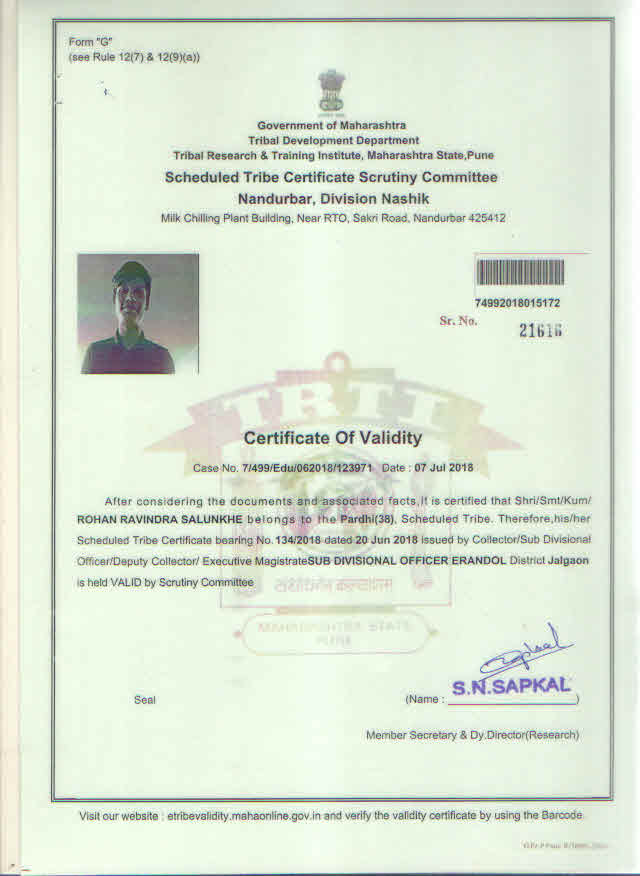 Form "G"
(see Rule 12(7) & 12(9)(a))
Government of Maharashtra
Tribal Development Department
Tribal Research & Training Institute, Maharashtra State,Pune
Scheduled Tribe Certificate Scrutiny Committee
Nandurbar, Division Nashik
Milk Chilling Plant Building, Near RTO, Sakri Road, Nandurbar 425412
74992018015172
Sr. No. 21616
TRTI
Certificate Of Validity
Case No. 7/499/Edu/062018/123971 Date : 07 Jul 2018
After considering the documents and associated facts,it is certified that Shri/Smt/Kum/
ROHAN RAVINDRA SALUNKHE belongs to the Pardhi(38), Scheduled Tribe. Therefore,his/her
Scheduled Tribe Certificate bearing No.134/2018 dated 20 Jun 2018 issued by Collector/Sub Divisional
Officer/Deputy Collector/ Executive MagistrateSUB DIVISIONAL OFFICER ERANDOL District Jalgaon
is held VALID by Scrutiny Committee
MAHARASHTRA STATE
PUNE
S.N.SAPKAL
Seal
(Name : )
Member Secretary & Dy.Director(Research)
Visit our website : etribevalidity.mahaonline.gov.in and verify the validity certificate by using the Barcode.